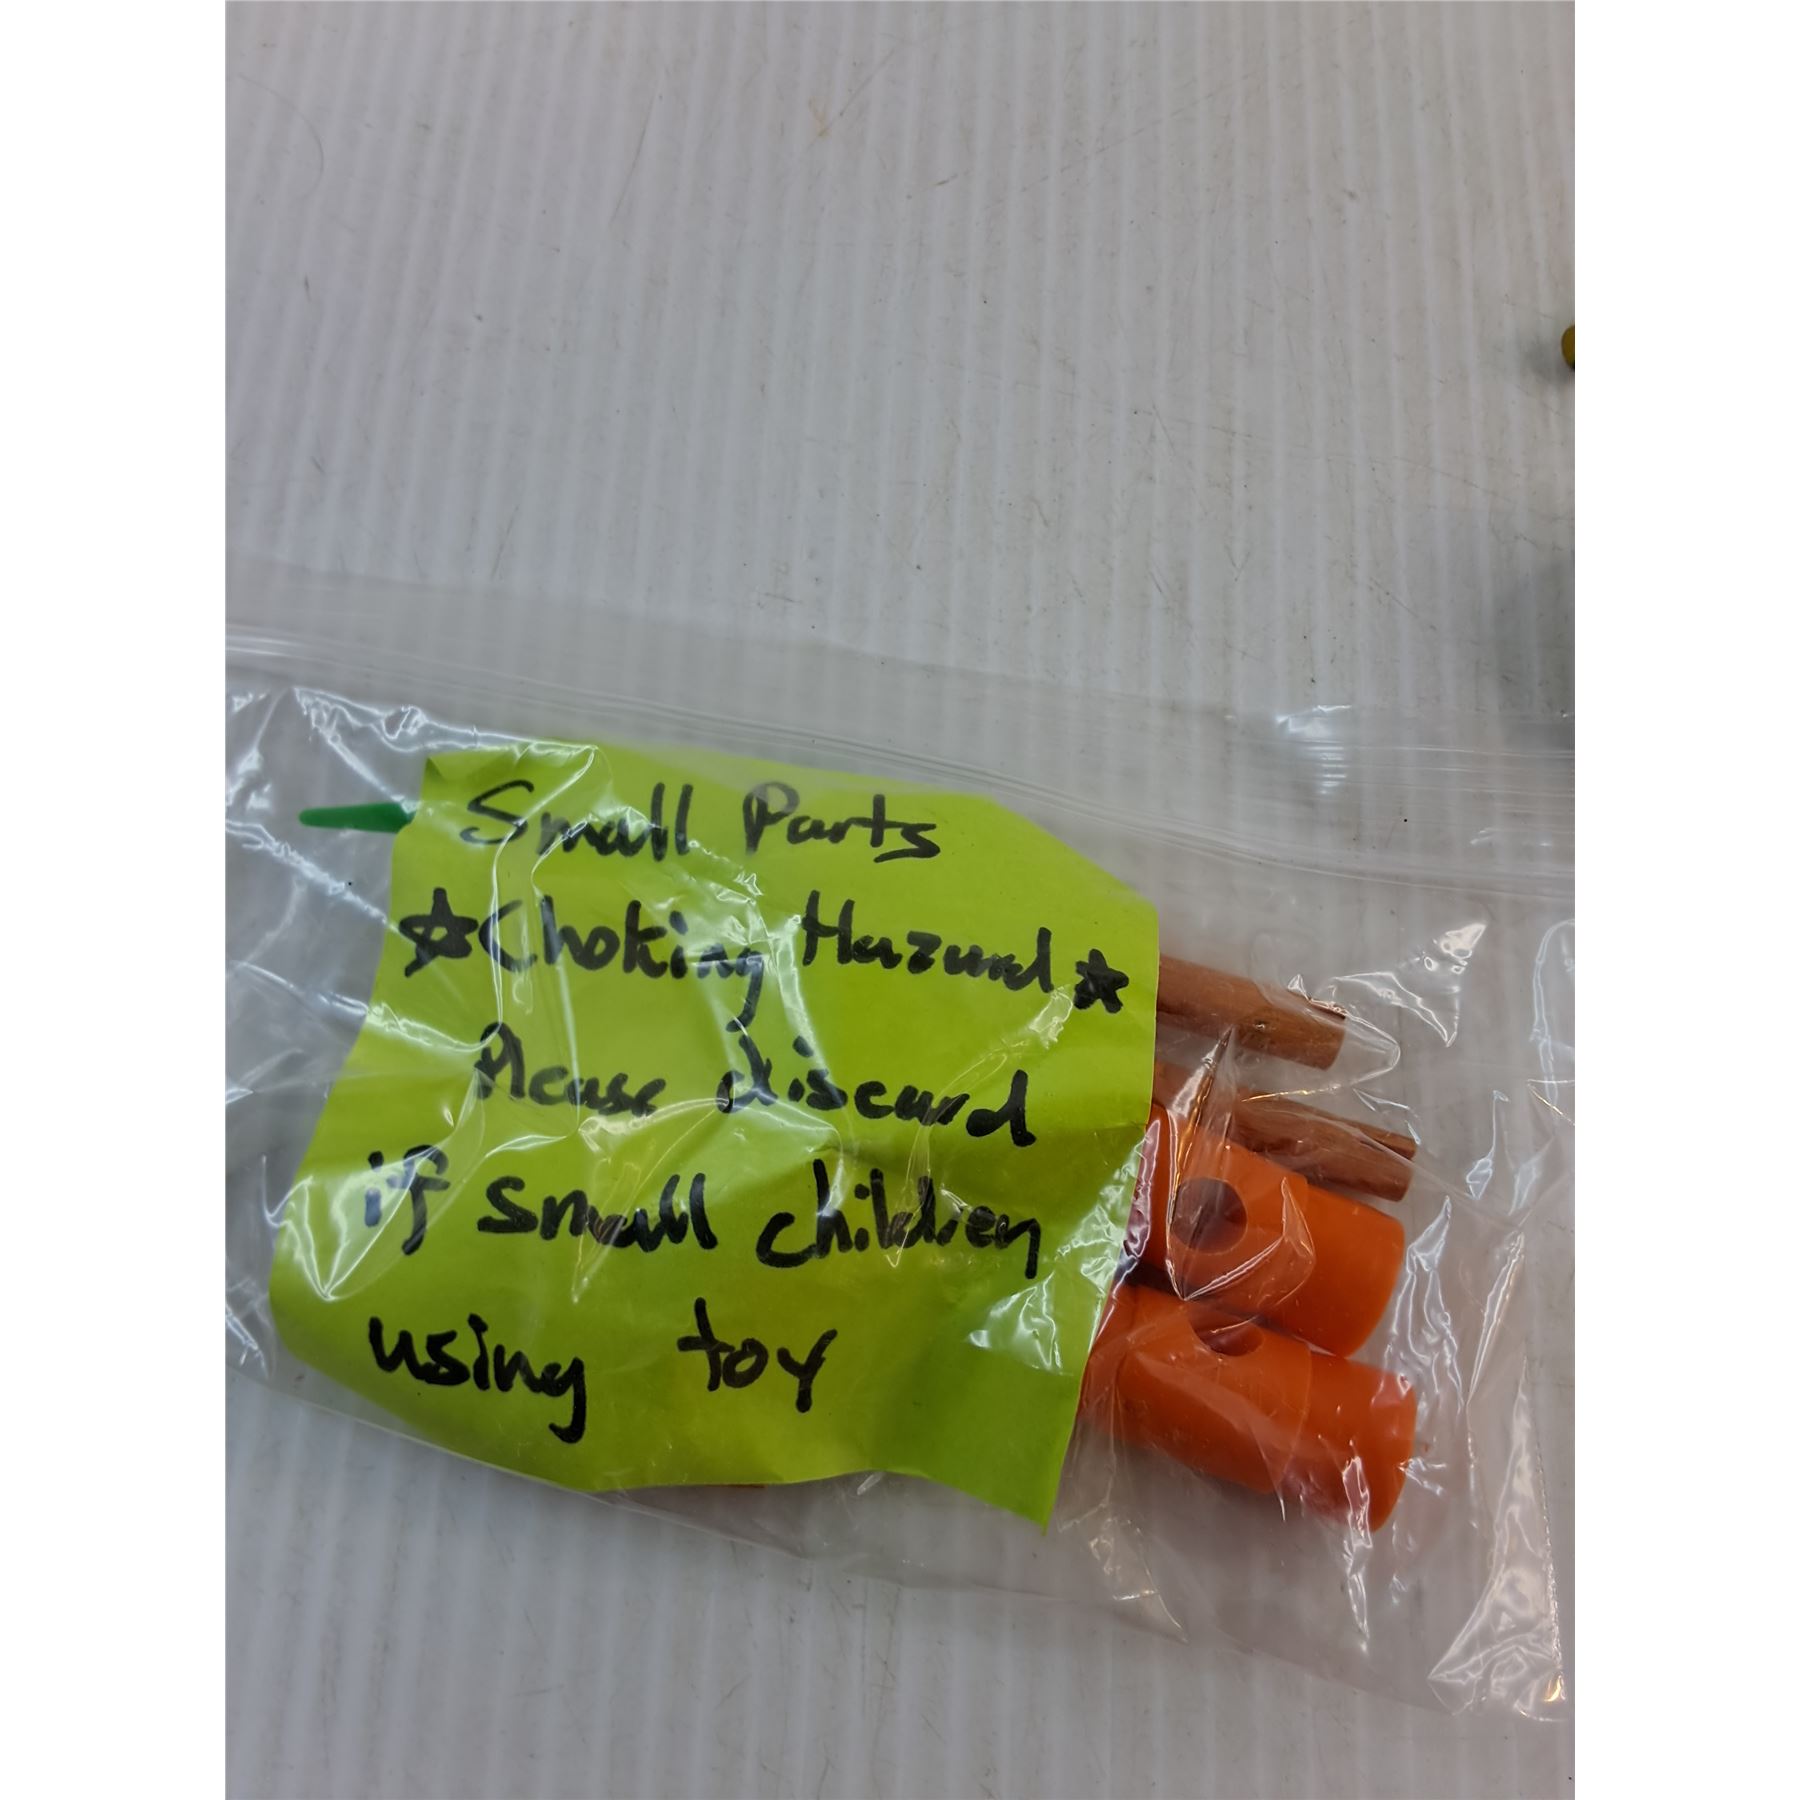 Small Parts
☆Choking Hazard☆
Please discard
if small children
using toy